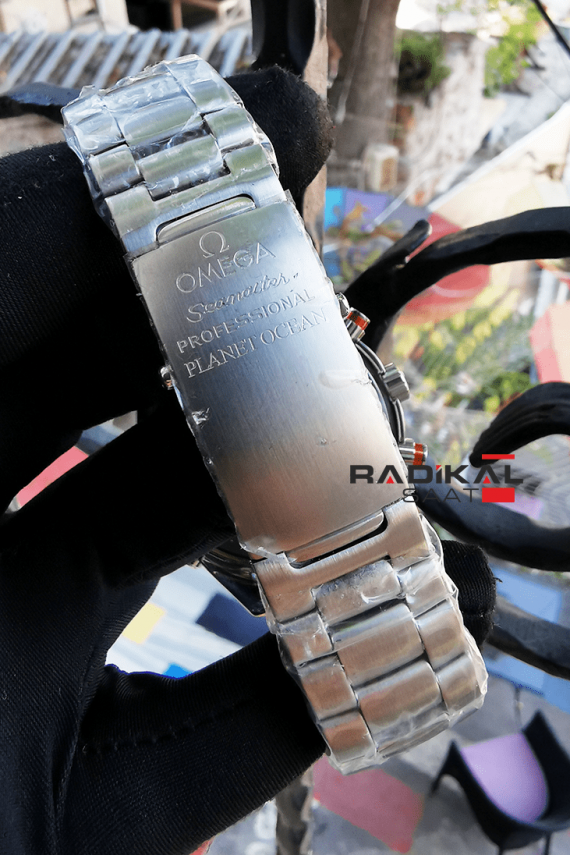 Ω
OMEGA
Seamaster
PROFESSIONAL
PLANET OCEAN
RADIKAL
SAAT